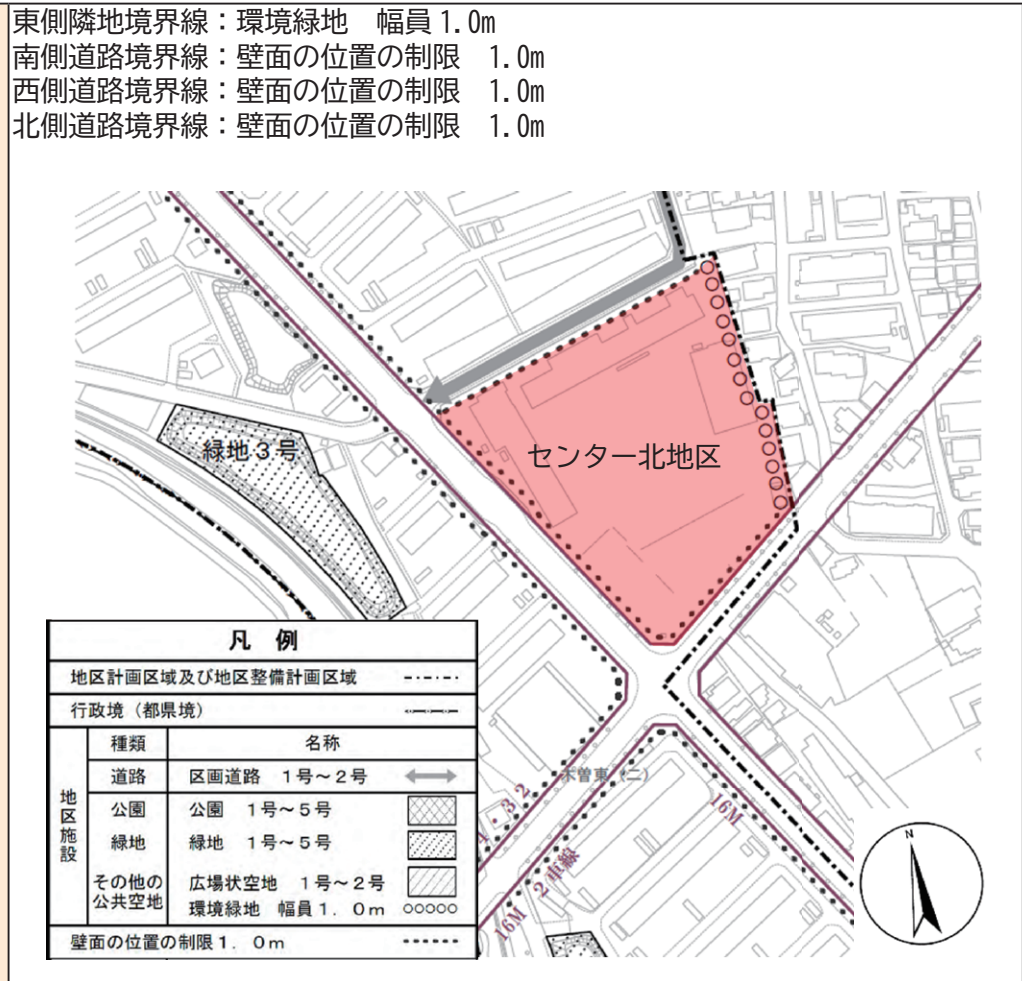 東側隣地境界線：環境緑地　幅員1.0m
南側道路境界線：壁面の位置の制限　1.0m
西側道路境界線：壁面の位置の制限　1.0m
北側道路境界線：壁面の位置の制限　1.0m
緑地３号
センター北地区
木曽東（二）
16M
4・32
16M 2車線
N
凡　例
地区計画区域及び地区整備計画区域
行政境（都県境）
地区施設
種類　名称
道路　区画道路　１号～２号
公園　公園　１号～５号
緑地　緑地　１号～５号
その他の公共空地　広場状空地　１号～２号
環境緑地　幅員１．０ｍ
壁面の位置の制限１．０ｍ